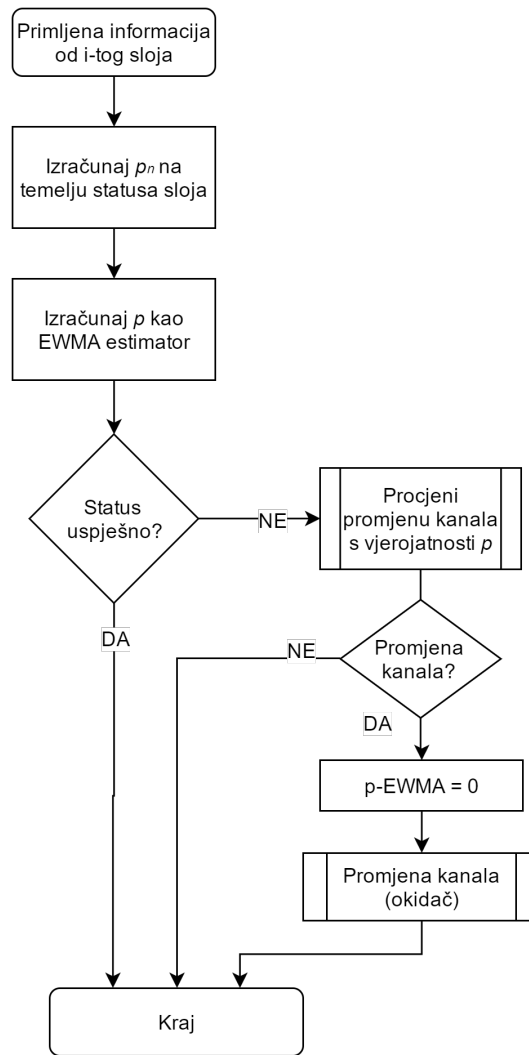 Primljena informacija
od i-tog sloja
Izračunaj pₙ na
temelju statusa sloja
Izračunaj p kao
EWMA estimator
Status
uspješno?
NE
Procjeni
promjenu kanala
s vjerojatnosti p
DA
NE
Promjena
kanala?
DA
p-EWMA = 0
Promjena kanala
(okidač)
Kraj